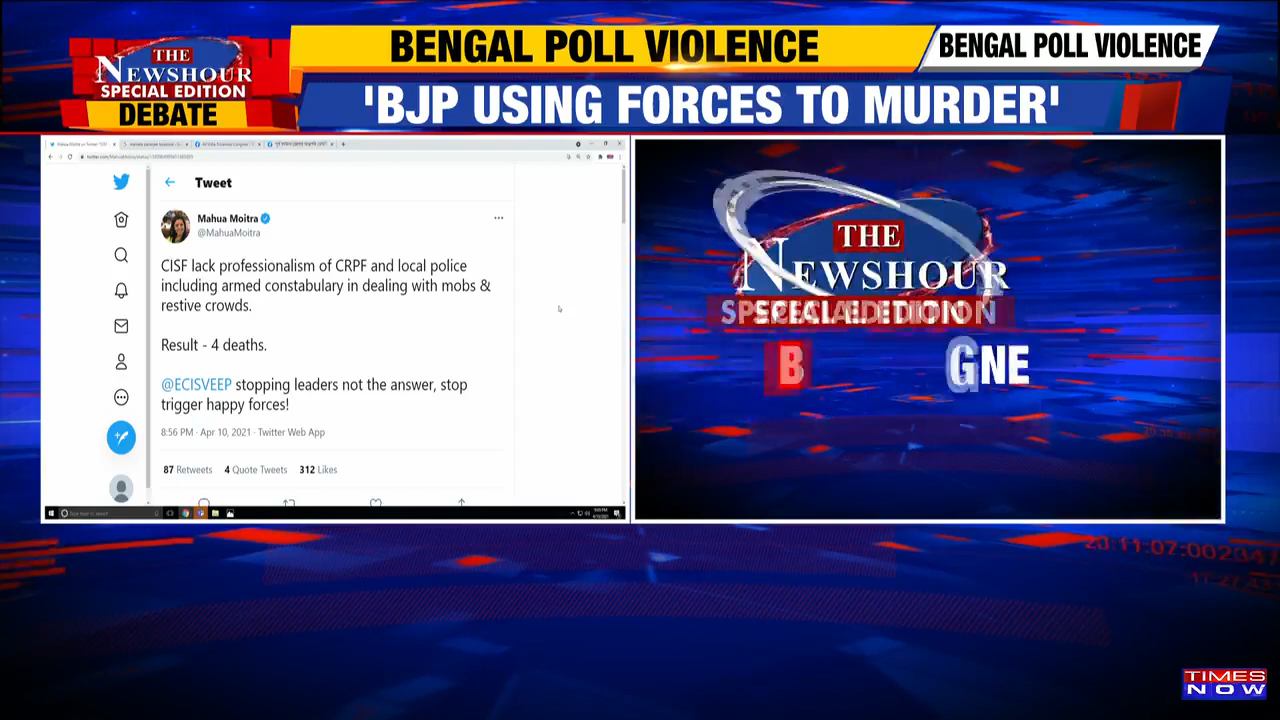 THE
NEWSHOUR
SPECIAL EDITION
DEBATE
BENGAL POLL VIOLENCE
BENGAL POLL VIOLENCE
'BJP USING FORCES TO MURDER'
Tweet
Mahua Moitra
@MahuaMoitra
CISF lack professionalism of CRPF and local police
including armed constabulary in dealing with mobs &
restive crowds.
Result - 4 deaths.
@ECISVEEP stopping leaders not the answer, stop
trigger happy forces!
8:56 PM · Apr 10, 2021 · Twitter Web App
87 Retweets 4 Quote Tweets 312 Likes
THE
NEWSHOUR
SPECIAL EDITION
B GNE
TIMES
NOW